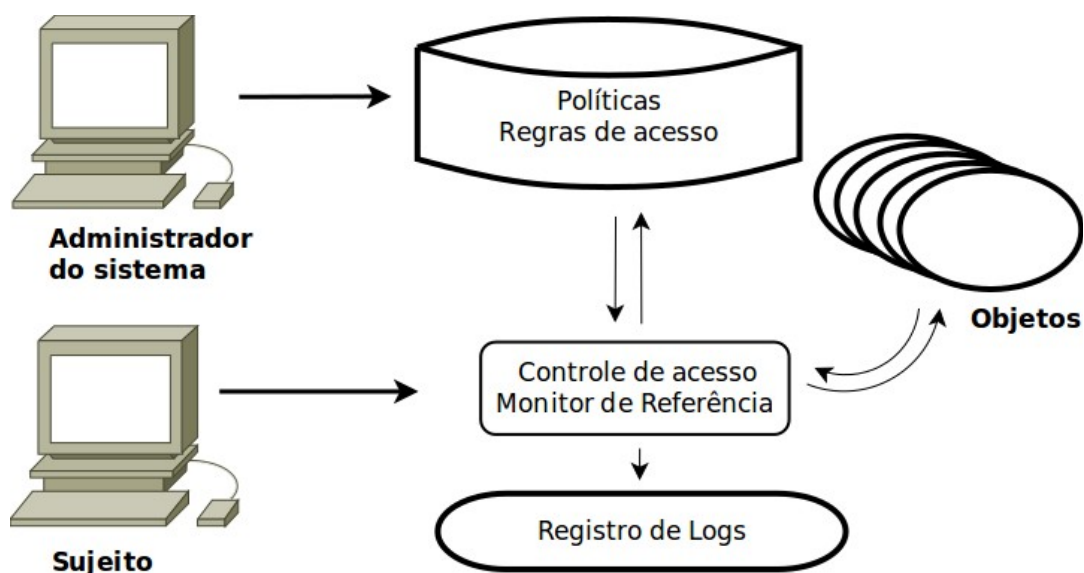 Políticas
Regras de acesso
Administrador
do sistema
Objetos
Controle de acesso
Monitor de Referência
Registro de Logs
Sujeito